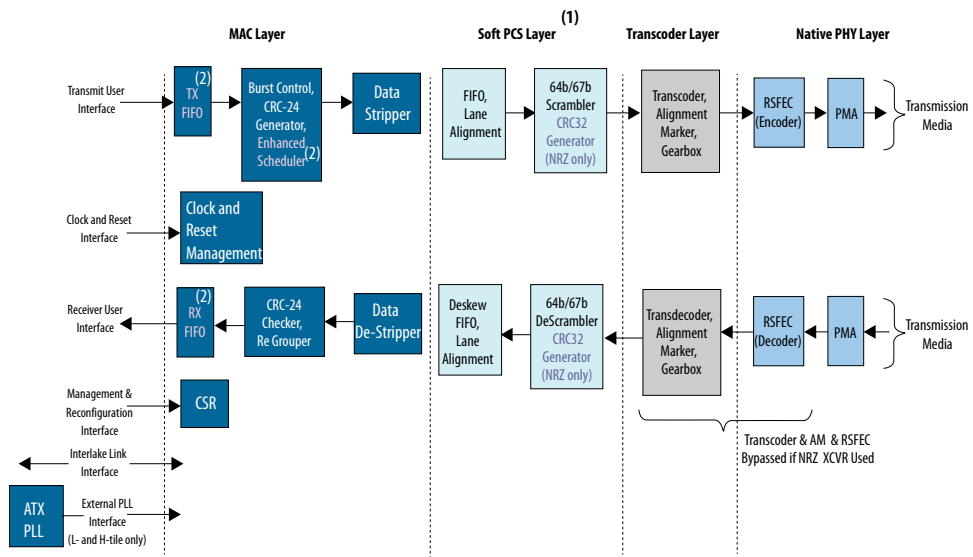 (1)
MAC Layer
Soft PCS Layer
Transcoder Layer
Native PHY Layer
Transmit User
Interface
(2)
TX
FIFO
Burst Control,
CRC-24
Generator,
Enhanced
Scheduler(2)
Data
Stripper
FIFO,
Lane
Alignment
64b/67b
Scrambler
CRC32
Generator
(NRZ only)
Transcoder,
Alignment
Marker,
Gearbox
RSFEC
(Encoder)
PMA
Transmission
Media
Clock and Reset
Interface
Clock and
Reset
Management
Receiver User
Interface
(2)
RX
FIFO
CRC-24
Checker,
Re Grouper
Data
De-Stripper
Deskew
FIFO,
Lane
Alignment
64b/67b
DeScrambler
CRC32
Generator
(NRZ only)
Transdecoder,
Alignment
Marker,
Gearbox
RSFEC
(Decoder)
PMA
Transmission
Media
Management &
Reconfiguration
Interface
CSR
Transcoder & AM & RSFEC
Bypassed if NRZ XCVR Used
Interlake Link
Interface
ATX
PLL
External PLL
Interface
(L- and H-tile only)